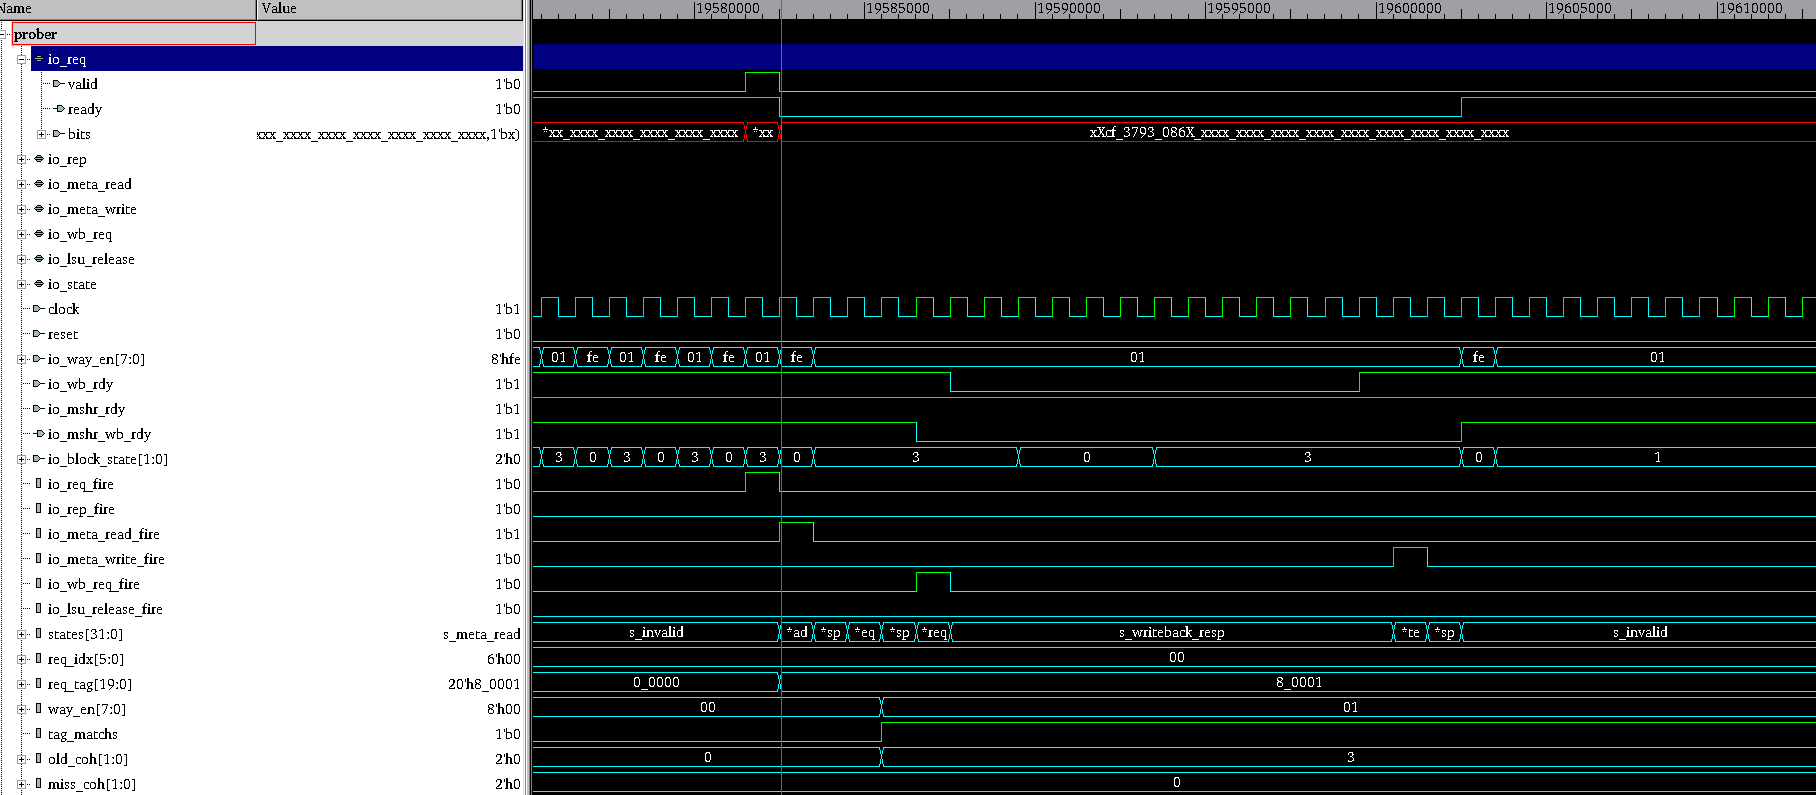 Name Value 19580000 19585000 19590000 19595000 19600000 19605000 19610000
prober
io_req
valid 1'b0
ready 1'b0
bits xxx_xxxx_xxxx_xxxx_xxxx_xxxx_xxxx,1'bx) *xx_xxxx_xxxx_xxxx_xxxx_xxxx_xxxx *xx xXcf_3793_086X_xxxx_xxxx_xxxx_xxxx_xxxx_xxxx_xxxx_xxxx
io_rep
io_meta_read
io_meta_write
io_wb_req
io_lsu_release
io_state
clock 1'b1
reset 1'b0
io_way_en[7:0] 8'hfe 01 fe 01 fe 01 fe 01 fe 01 fe 01
io_wb_rdy 1'b1
io_mshr_rdy 1'b1
io_mshr_wb_rdy 1'b1
io_block_state[1:0] 2'h0 3 0 3 0 3 0 3 0 3 0 3 0 1
io_req_fire 1'b0
io_rep_fire 1'b0
io_meta_read_fire 1'b1
io_meta_write_fire 1'b0
io_wb_req_fire 1'b0
io_lsu_release_fire 1'b0
states[31:0] s_meta_read s_invalid *ad *sp *eq *sp *req s_writeback_resp *te *sp s_invalid
req_idx[5:0] 6'h00 00
req_tag[19:0] 20'h8_0001 0_0000 8_0001
way_en[7:0] 8'h00 00 01
tag_matchs 1'b0
old_coh[1:0] 2'h0 0 3
miss_coh[1:0] 2'h0 0